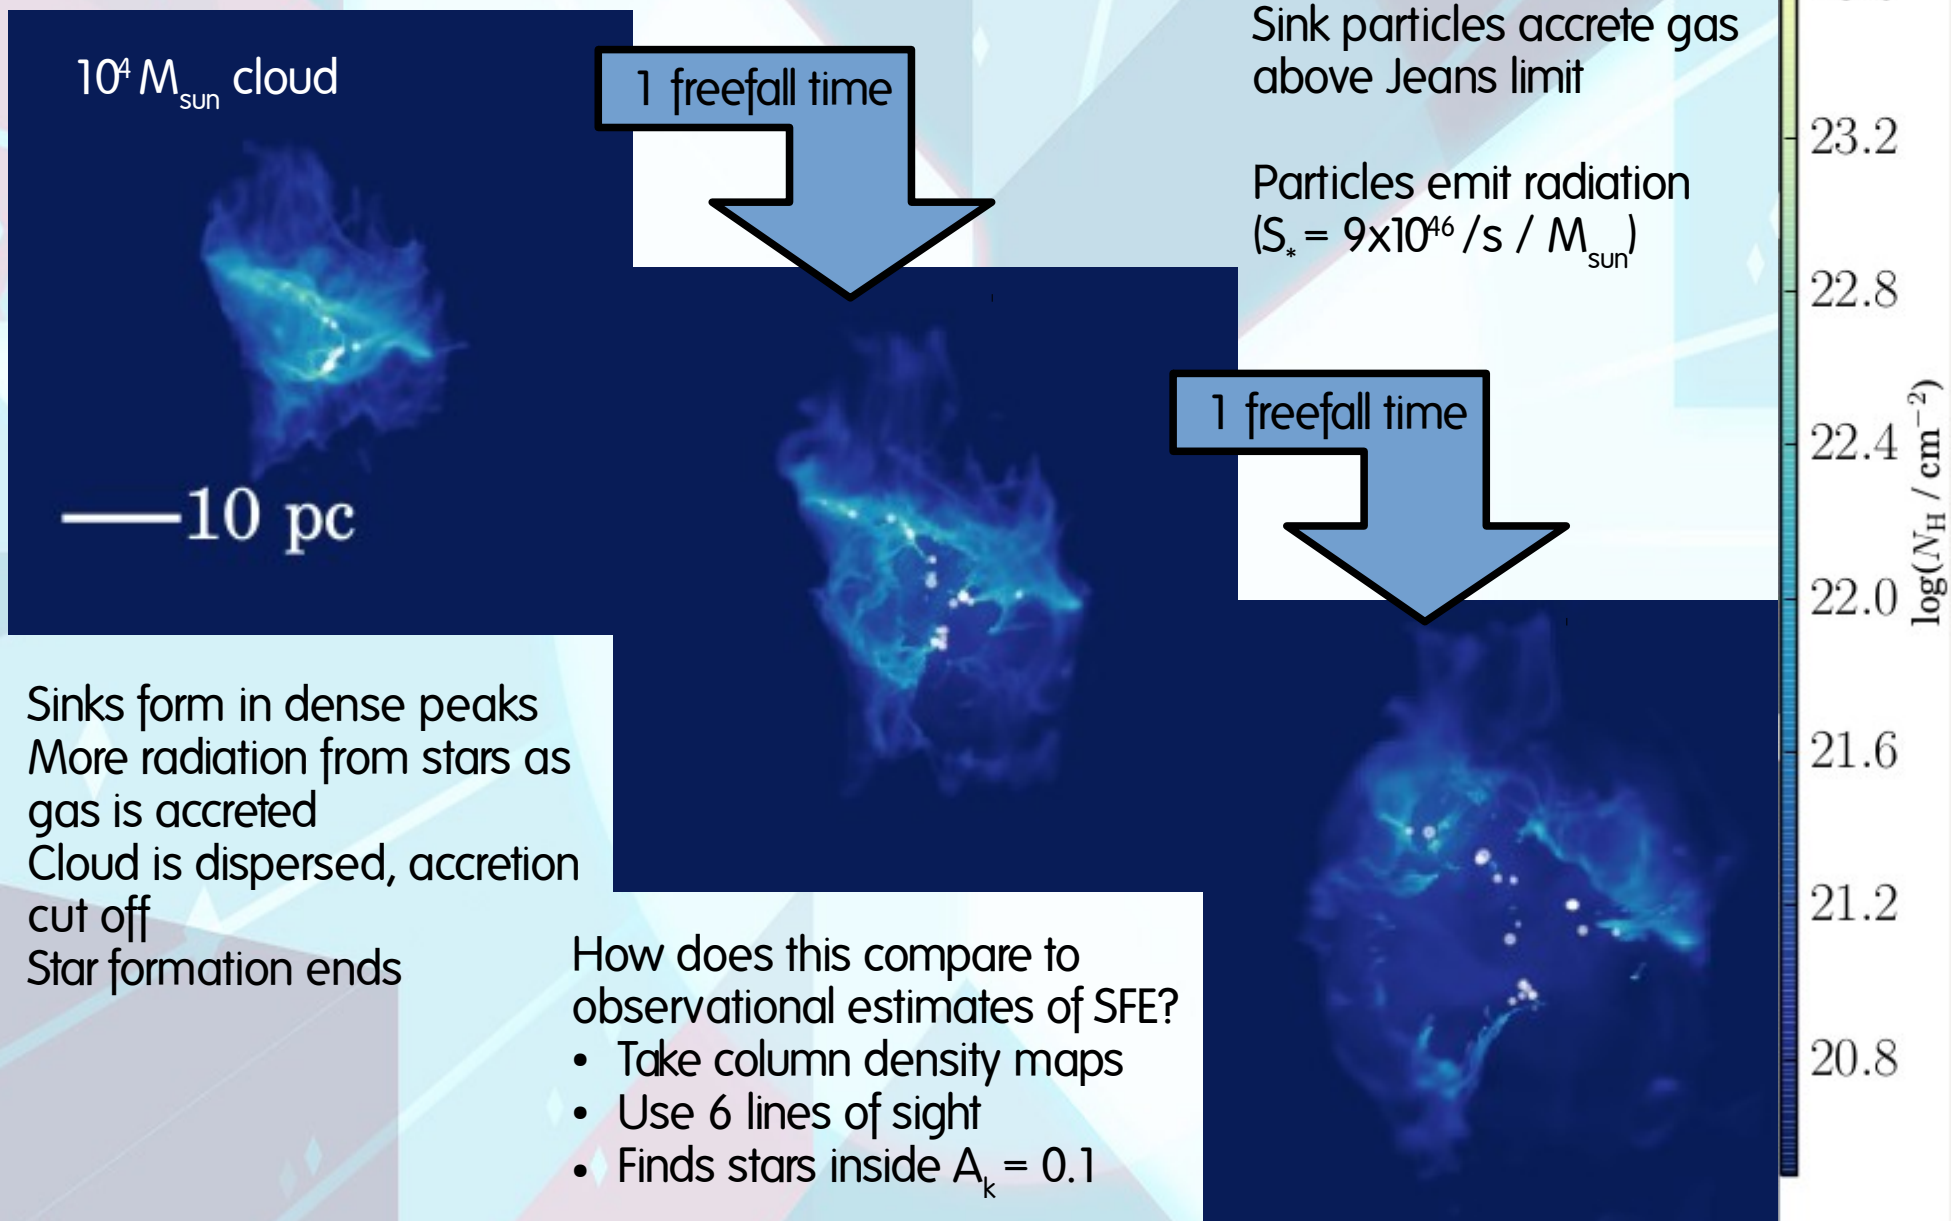 10⁴ M_sun cloud
1 freefall time
Sink particles accrete gas
above Jeans limit
Particles emit radiation
(S_* = 9x10⁴⁶ /s / M_sun)
10 pc
1 freefall time
Sinks form in dense peaks
More radiation from stars as
gas is accreted
Cloud is dispersed, accretion
cut off
Star formation ends
How does this compare to
observational estimates of SFE?
• Take column density maps
• Use 6 lines of sight
• Finds stars inside A_k = 0.1
23.2
22.8
22.4
22.0
21.6
21.2
20.8
log(N_H / cm⁻²)